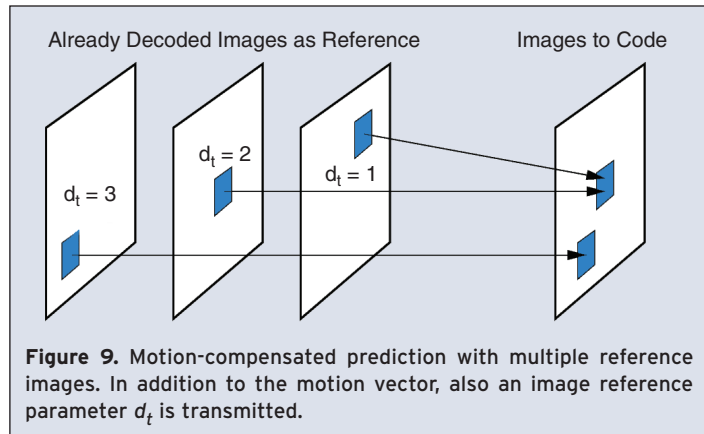 Already Decoded Images as Reference
Images to Code
d_t = 3
d_t = 2
d_t = 1
Figure 9. Motion-compensated prediction with multiple reference
images. In addition to the motion vector, also an image reference
parameter d_t is transmitted.